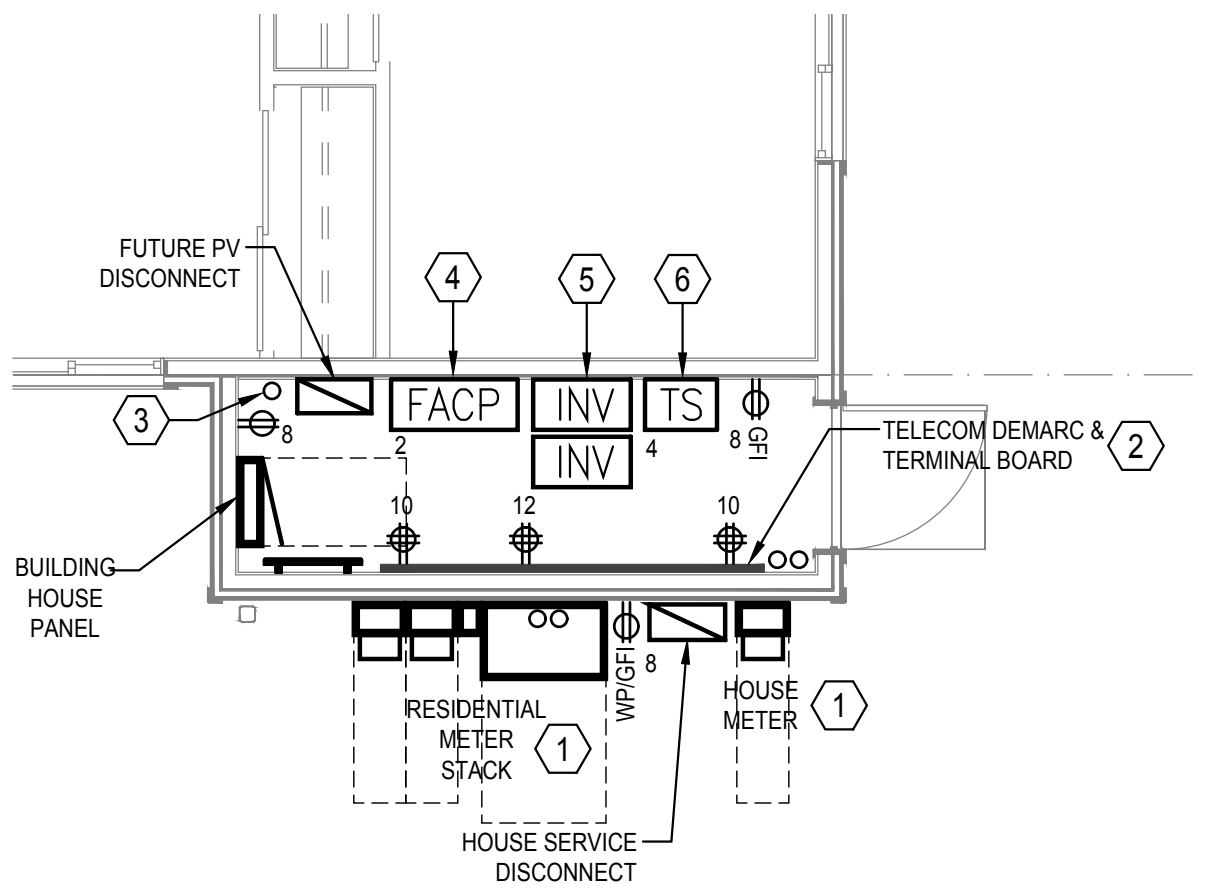 FUTURE PV
DISCONNECT
4
5
6
3
FACP
INV
TS
8
2
INV
4
8
GFI
TELECOM DEMARC &
TERMINAL BOARD
2
10
12
10
BUILDING
HOUSE
PANEL
WP/GFI
8
RESIDENTIAL
METER
STACK
1
HOUSE
METER
1
HOUSE SERVICE
DISCONNECT